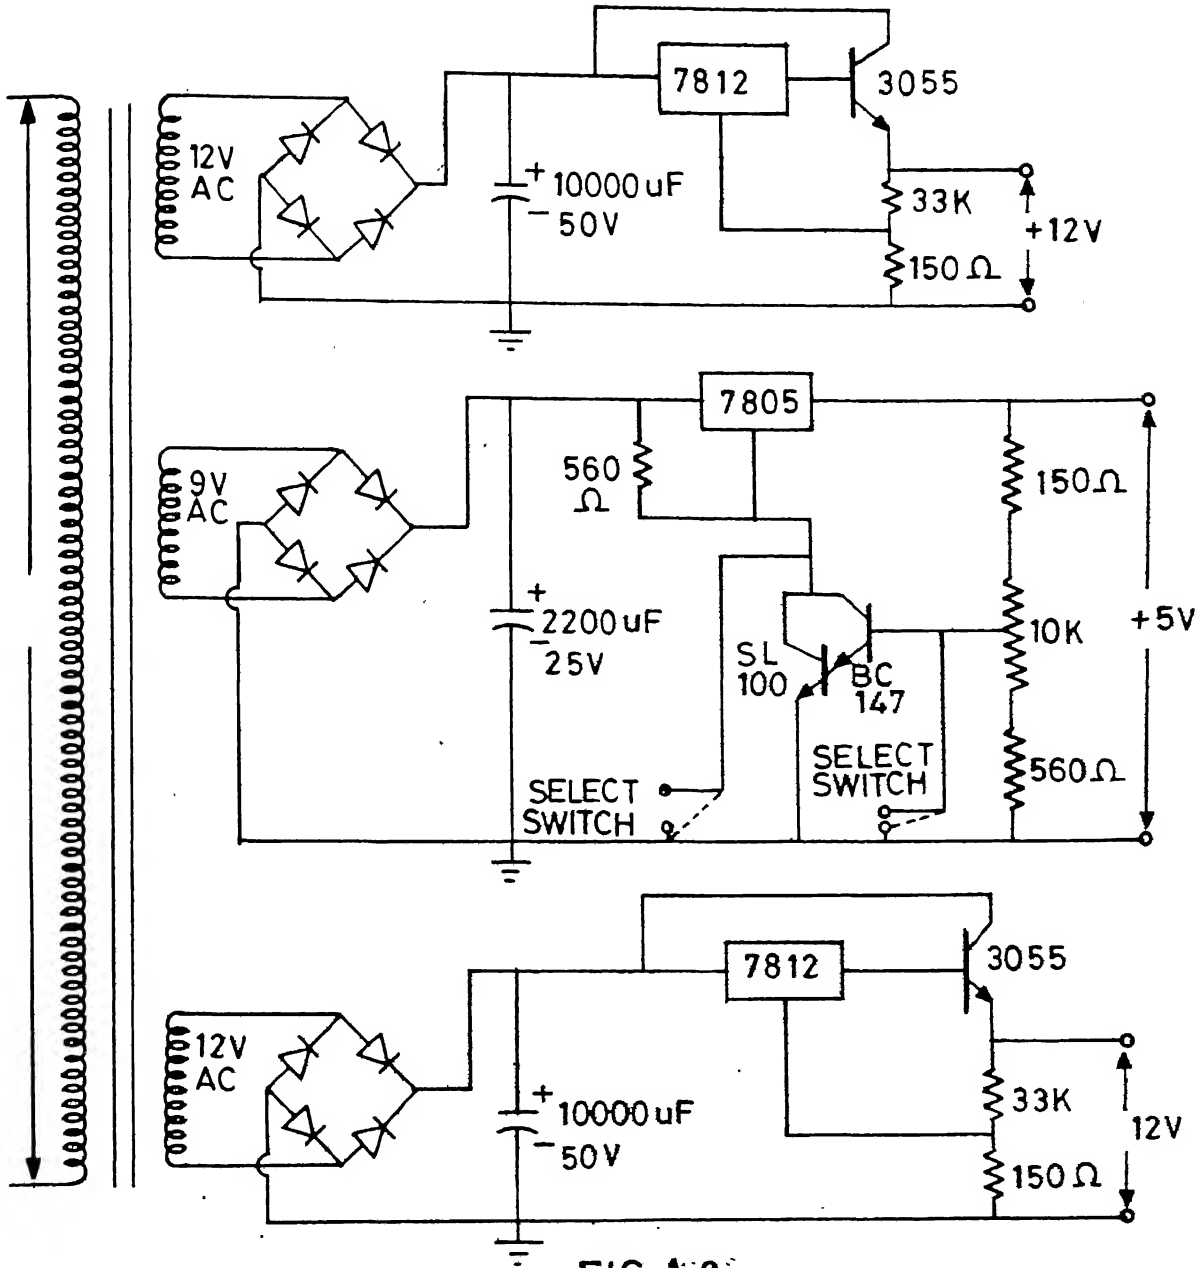 7812
3055
12V
AC
+
10000uF
−
50V
33K
+12V
150Ω
7805
9V
AC
560
Ω
150Ω
+
2200uF
−
25V
10K
+5V
SL
100
BC
147
SELECT
SWITCH
SELECT
SWITCH
560Ω
7812
3055
12V
AC
+
10000uF
−
50V
33K
12V
150Ω